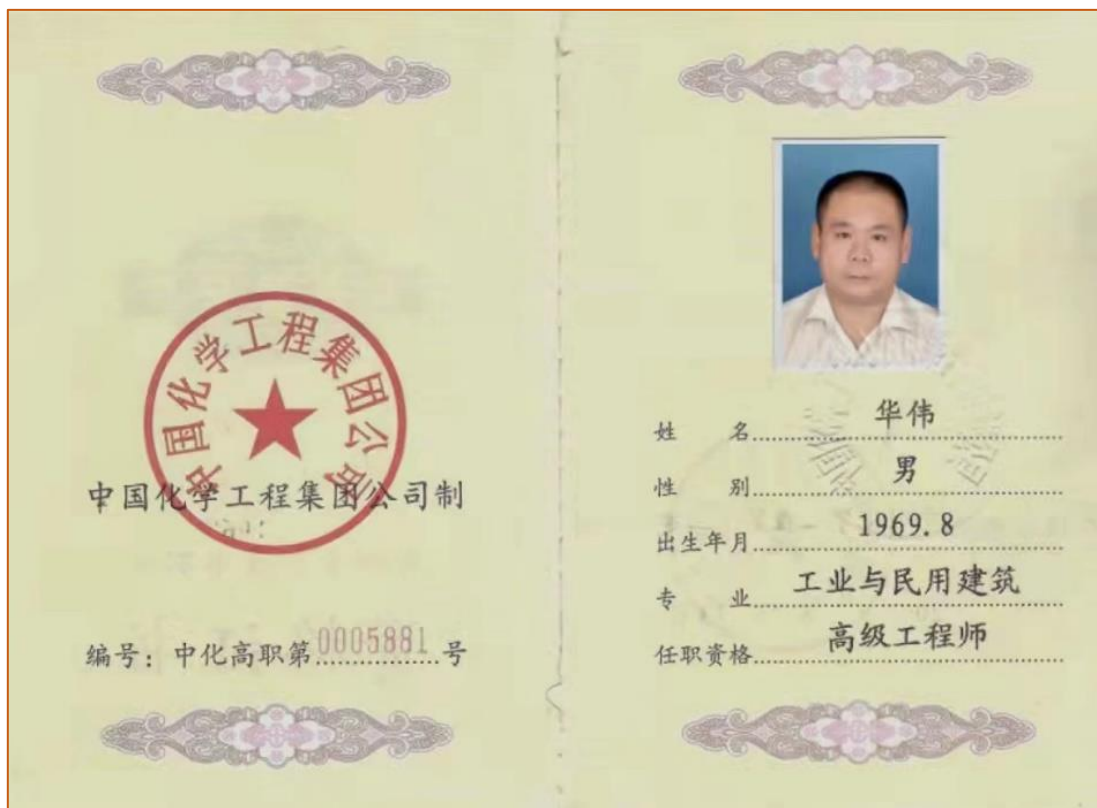 中国化学工程集团公司
中国化学工程集团公司制
编号：中化高职第0005881号
姓 名 华伟
性 别 男
出生年月 1969.8
专 业 工业与民用建筑
任职资格 高级工程师